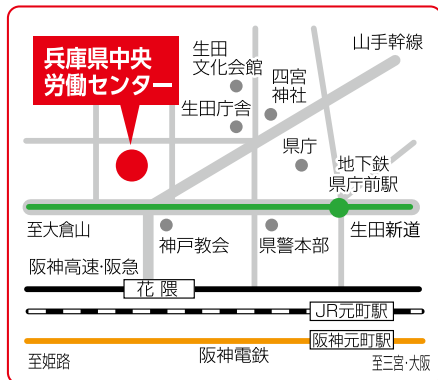 兵庫県中央
労働センター
生田
文化会館
四宮
神社
山手幹線
生田庁舎
県庁
地下鉄
県庁前駅
至大倉山
神戸教会
県警本部
生田新道
阪神高速･阪急
花隈
JR元町駅
阪神元町駅
至姫路
阪神電鉄
至三宮･大阪